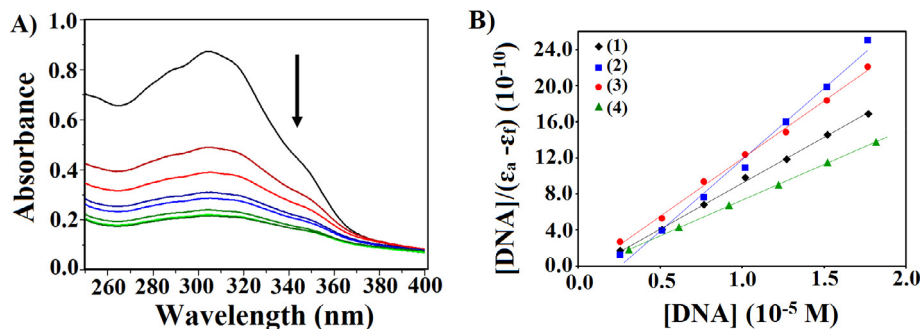 A)
1.0
0.8
0.6
0.4
0.2
0.0
260 280 300 320 340 360 380 400
Wavelength (nm)
Absorbance
B)
24.0
20.0
16.0
12.0
8.0
4.0
0
0.0 0.5 1.0 1.5 2.0
[DNA] (10⁻⁵ M)
[DNA]/(εa -εf) (10⁻¹⁰)
(1)
(2)
(3)
(4)